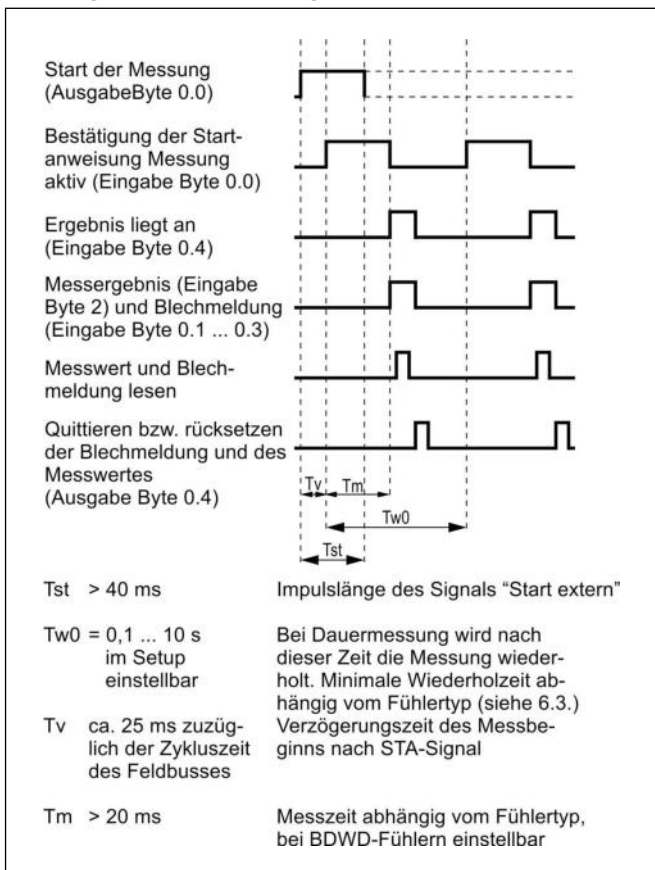 Start der Messung
(AusgabeByte 0.0)
Bestätigung der Start-
anweisung Messung
aktiv (Eingabe Byte 0.0)
Ergebnis liegt an
(Eingabe Byte 0.4)
Messergebnis (Eingabe
Byte 2) und Blechmeldung
(Eingabe Byte 0.1 ... 0.3)
Messwert und Blech-
meldung lesen
Quittieren bzw. rücksetzen
der Blechmeldung und des
Messwertes
(Ausgabe Byte 0.4)
Tv Tm
Tw0
Tst
Tst > 40 ms Impulslänge des Signals “Start extern”
Tw0 = 0,1 ... 10 s Bei Dauermessung wird nach
im Setup dieser Zeit die Messung wieder-
einstellbar holt. Minimale Wiederholzeit ab-
hängig vom Fühlertyp (siehe 6.3.)
Tv ca. 25 ms zuzüg- Verzögerungszeit des Messbe-
lich der Zykluszeit ginns nach STA-Signal
des Feldbusses
Tm > 20 ms Messzeit abhängig vom Fühlertyp,
bei BDWD-Fühlern einstellbar